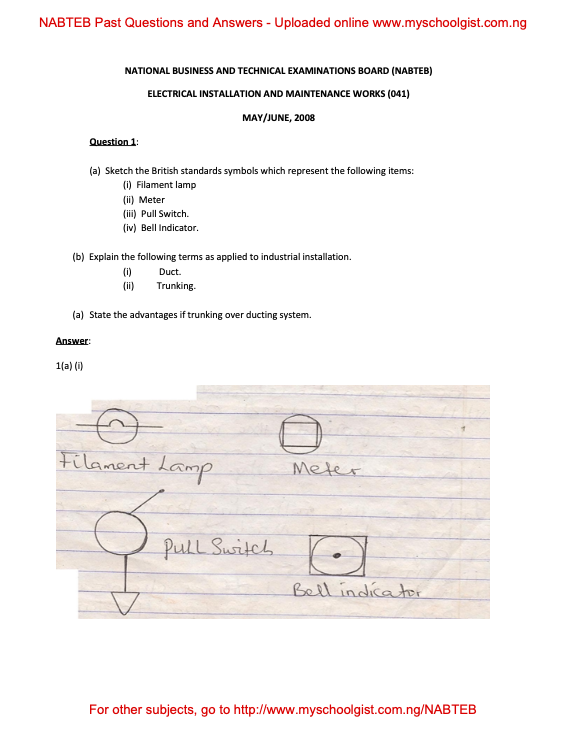 NABTEB Past Questions and Answers - Uploaded online www.myschoolgist.com.ng
NATIONAL BUSINESS AND TECHNICAL EXAMINATIONS BOARD (NABTEB)
ELECTRICAL INSTALLATION AND MAINTENANCE WORKS (041)
MAY/JUNE, 2008
Question 1:
(a) Sketch the British standards symbols which represent the following items:
(i) Filament lamp
(ii) Meter
(iii) Pull Switch.
(iv) Bell Indicator.
(b) Explain the following terms as applied to industrial installation.
(i) Duct.
(ii) Trunking.
(a) State the advantages if trunking over ducting system.
Answer:
1(a) (i)
Filament Lamp
Meter
Pull Switch
Bell indicator
For other subjects, go to http://www.myschoolgist.com.ng/NABTEB